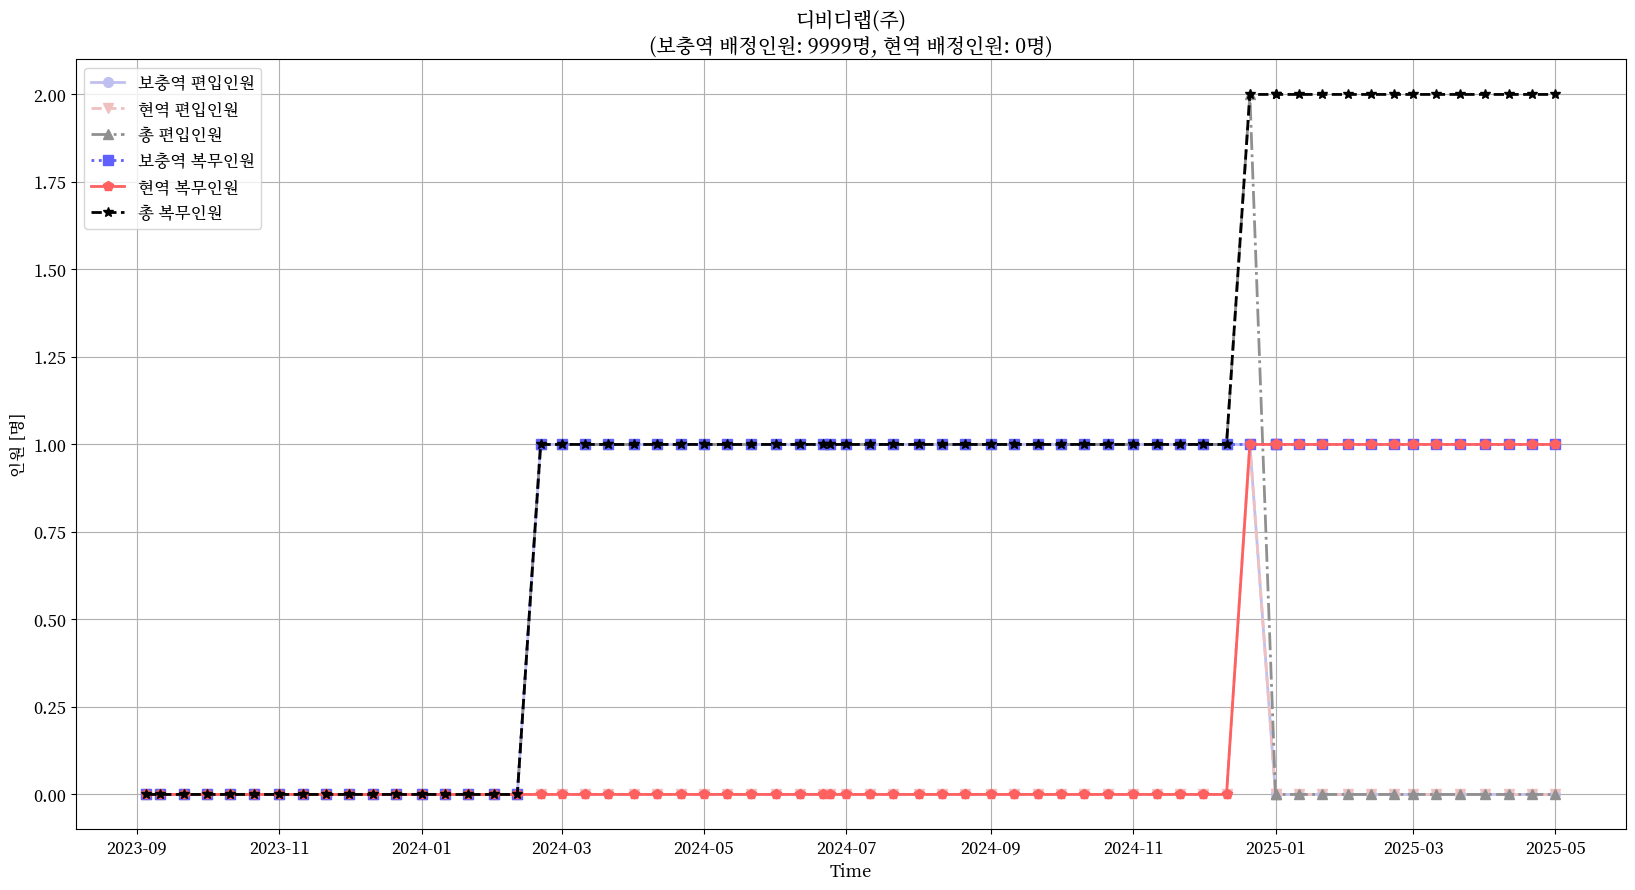 디비디랩(주)
(보충역 배정인원: 9999명, 현역 배정인원: 0명)
보충역 편입인원
현역 편입인원
총 편입인원
보충역 복무인원
현역 복무인원
총 복무인원
2.00
1.75
1.50
1.25
1.00
0.75
0.50
0.25
0.00
인원 [명]
2023-09
2023-11
2024-01
2024-03
2024-05
2024-07
2024-09
2024-11
2025-01
2025-03
2025-05
Time